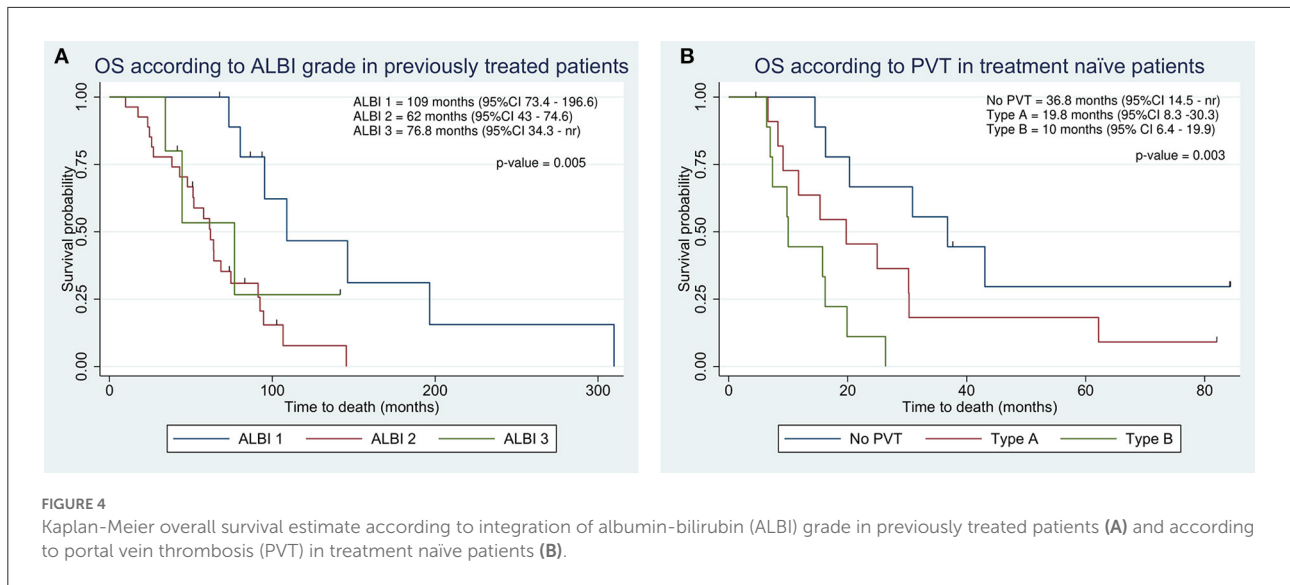 A
OS according to ALBI grade in previously treated patients
ALBI 1 = 109 months (95%CI 73.4 - 196.6)
ALBI 2 = 62 months (95%CI 43 - 74.6)
ALBI 3 = 76.8 months (95%CI 34.3 - nr)
p-value = 0.005
Survival probability
1.00
0.75
0.50
0.25
0.00
0 100 200 300
Time to death (months)
ALBI 1 ALBI 2 ALBI 3
B
OS according to PVT in treatment naïve patients
No PVT = 36.8 months (95%CI 14.5 - nr)
Type A = 19.8 months (95%CI 8.3 -30.3)
Type B = 10 months (95% CI 6.4 - 19.9)
p-value = 0.003
Survival probability
1.00
0.75
0.50
0.25
0.00
0 20 40 60 80
Time to death (months)
No PVT Type A Type B
FIGURE 4
Kaplan-Meier overall survival estimate according to integration of albumin-bilirubin (ALBI) grade in previously treated patients (A) and according
to portal vein thrombosis (PVT) in treatment naïve patients (B).